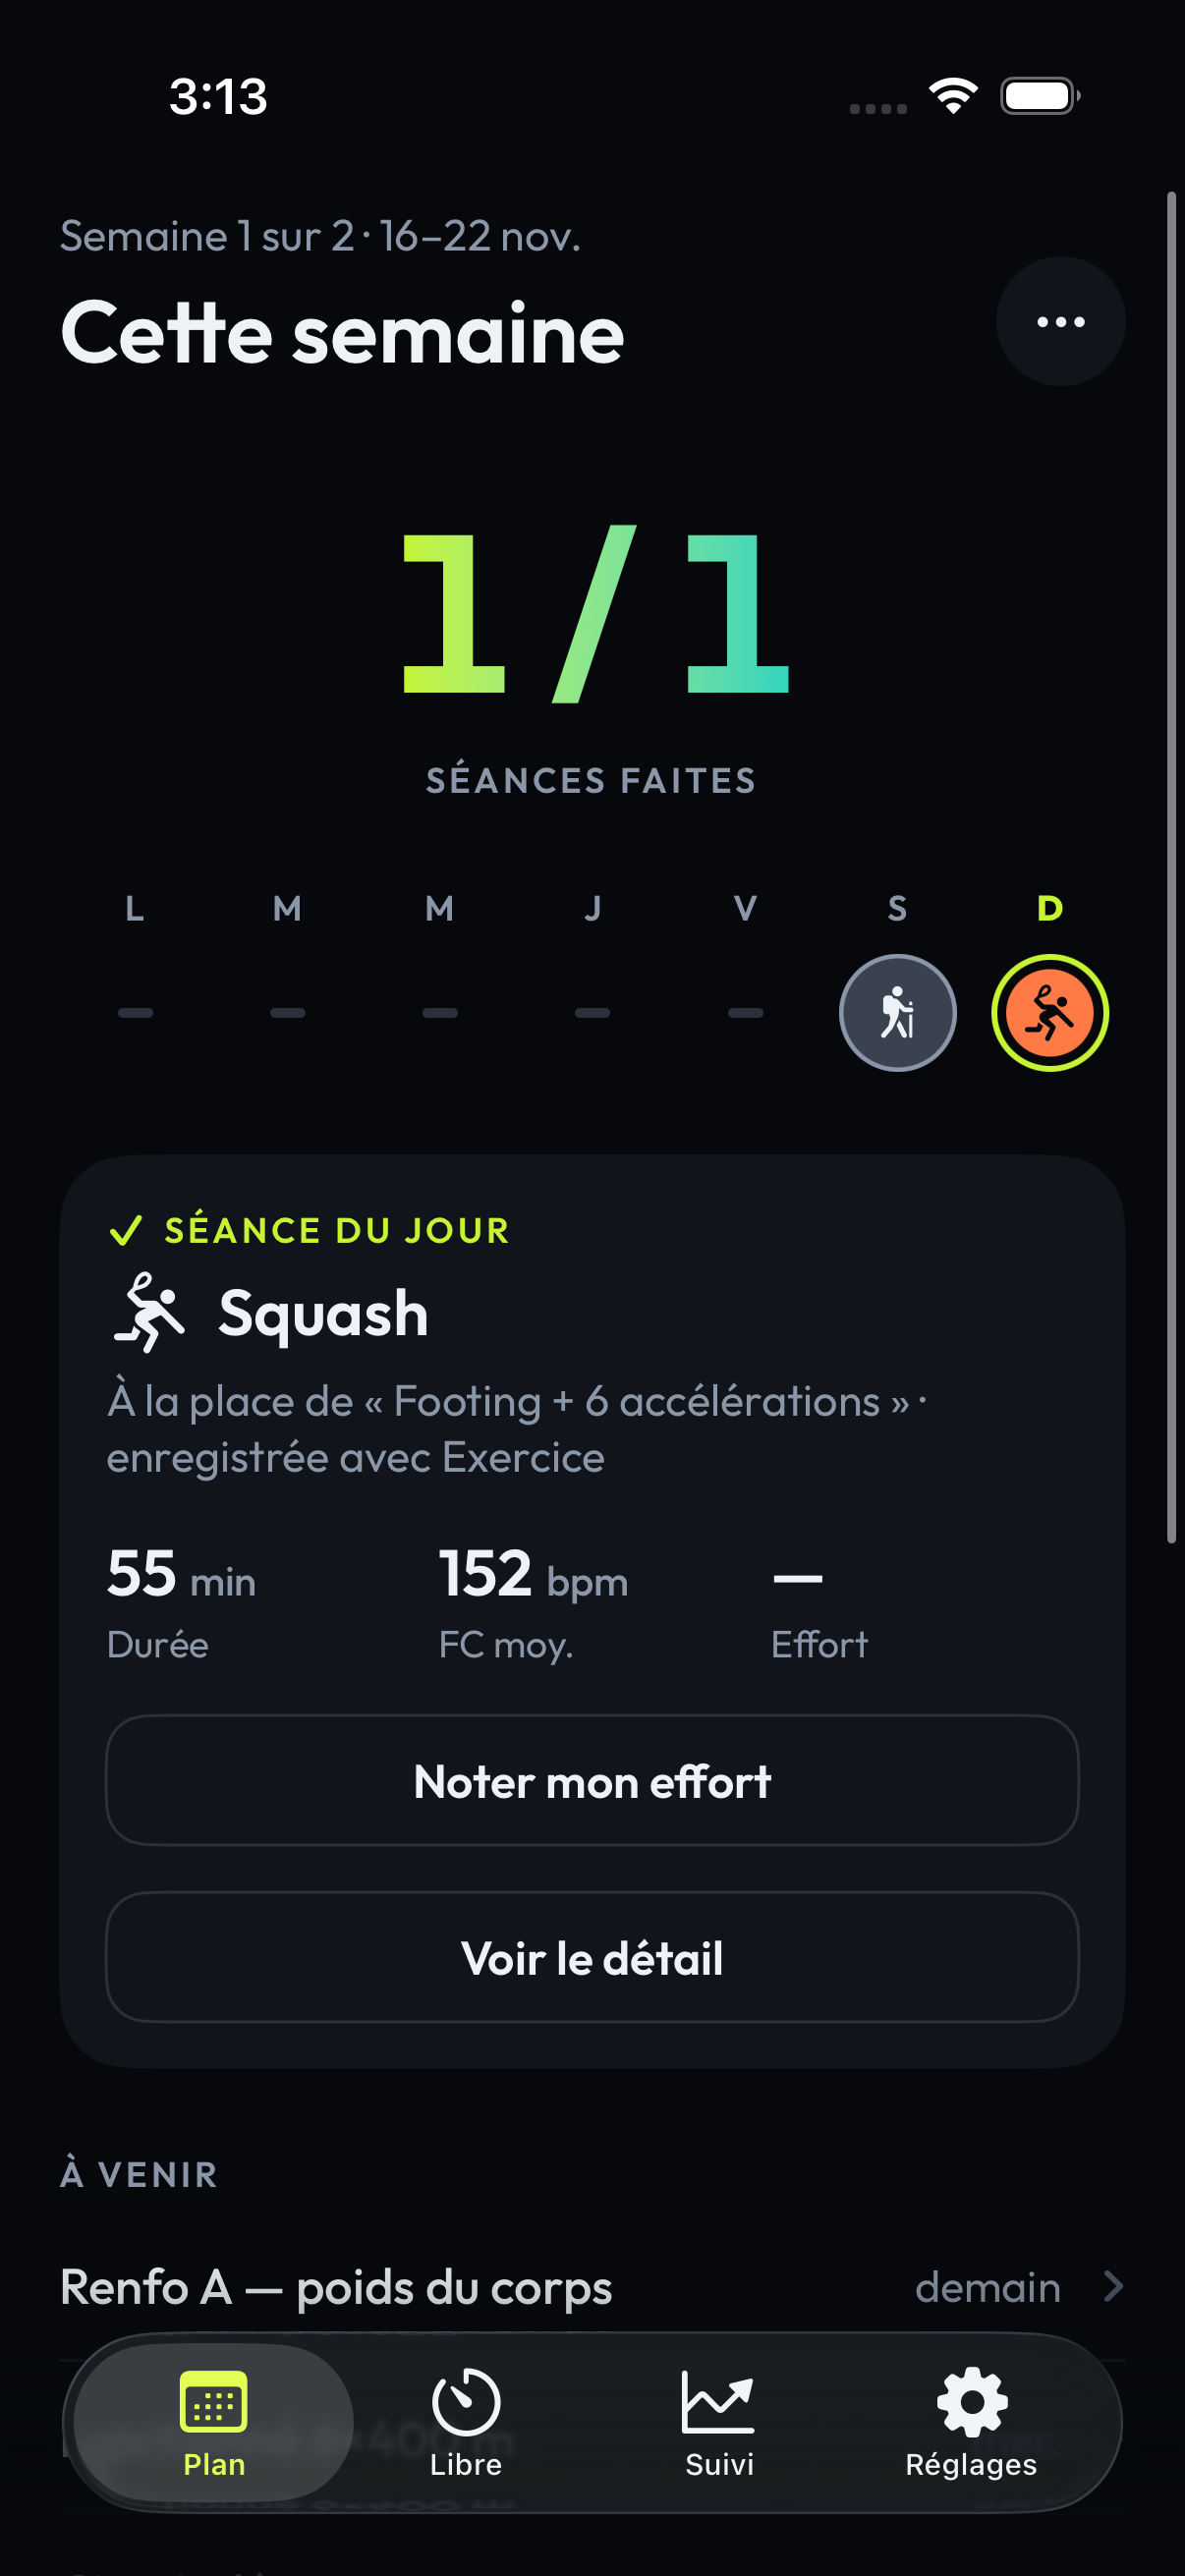 3:13
Semaine 1 sur 2 · 16–22 nov.
Cette semaine
1/1
SÉANCES FAITES
L M M J V S D
SÉANCE DU JOUR
Squash
À la place de « Footing + 6 accélérations » ·
enregistrée avec Exercice
55 min 152 bpm —
Durée FC moy. Effort
Noter mon effort
Voir le détail
À VENIR
Renfo A — poids du corps demain
Plan Libre Suivi Réglages